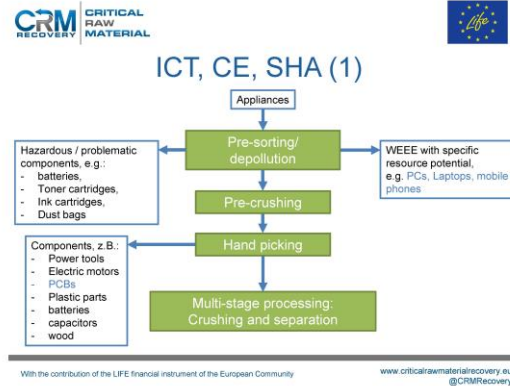 CRM
RECOVERY
CRITICAL
RAW
MATERIAL
Life
ICT, CE, SHA (1)
Appliances
Pre-sorting/
depollution
Hazardous / problematic
components, e.g.:
- batteries,
- Toner cartridges,
- Ink cartridges,
- Dust bags
WEEE with specific
resource potential,
e.g. PCs, Laptops, mobile
phones
Pre-crushing
Hand picking
Components, z.B.:
- Power tools
- Electric motors
- PCBs
- Plastic parts
- batteries
- capacitors
- wood
Multi-stage processing:
Crushing and separation
With the contribution of the LIFE financial instrument of the European Community
www.criticalrawmaterialrecovery.eu
@CRMRecovery